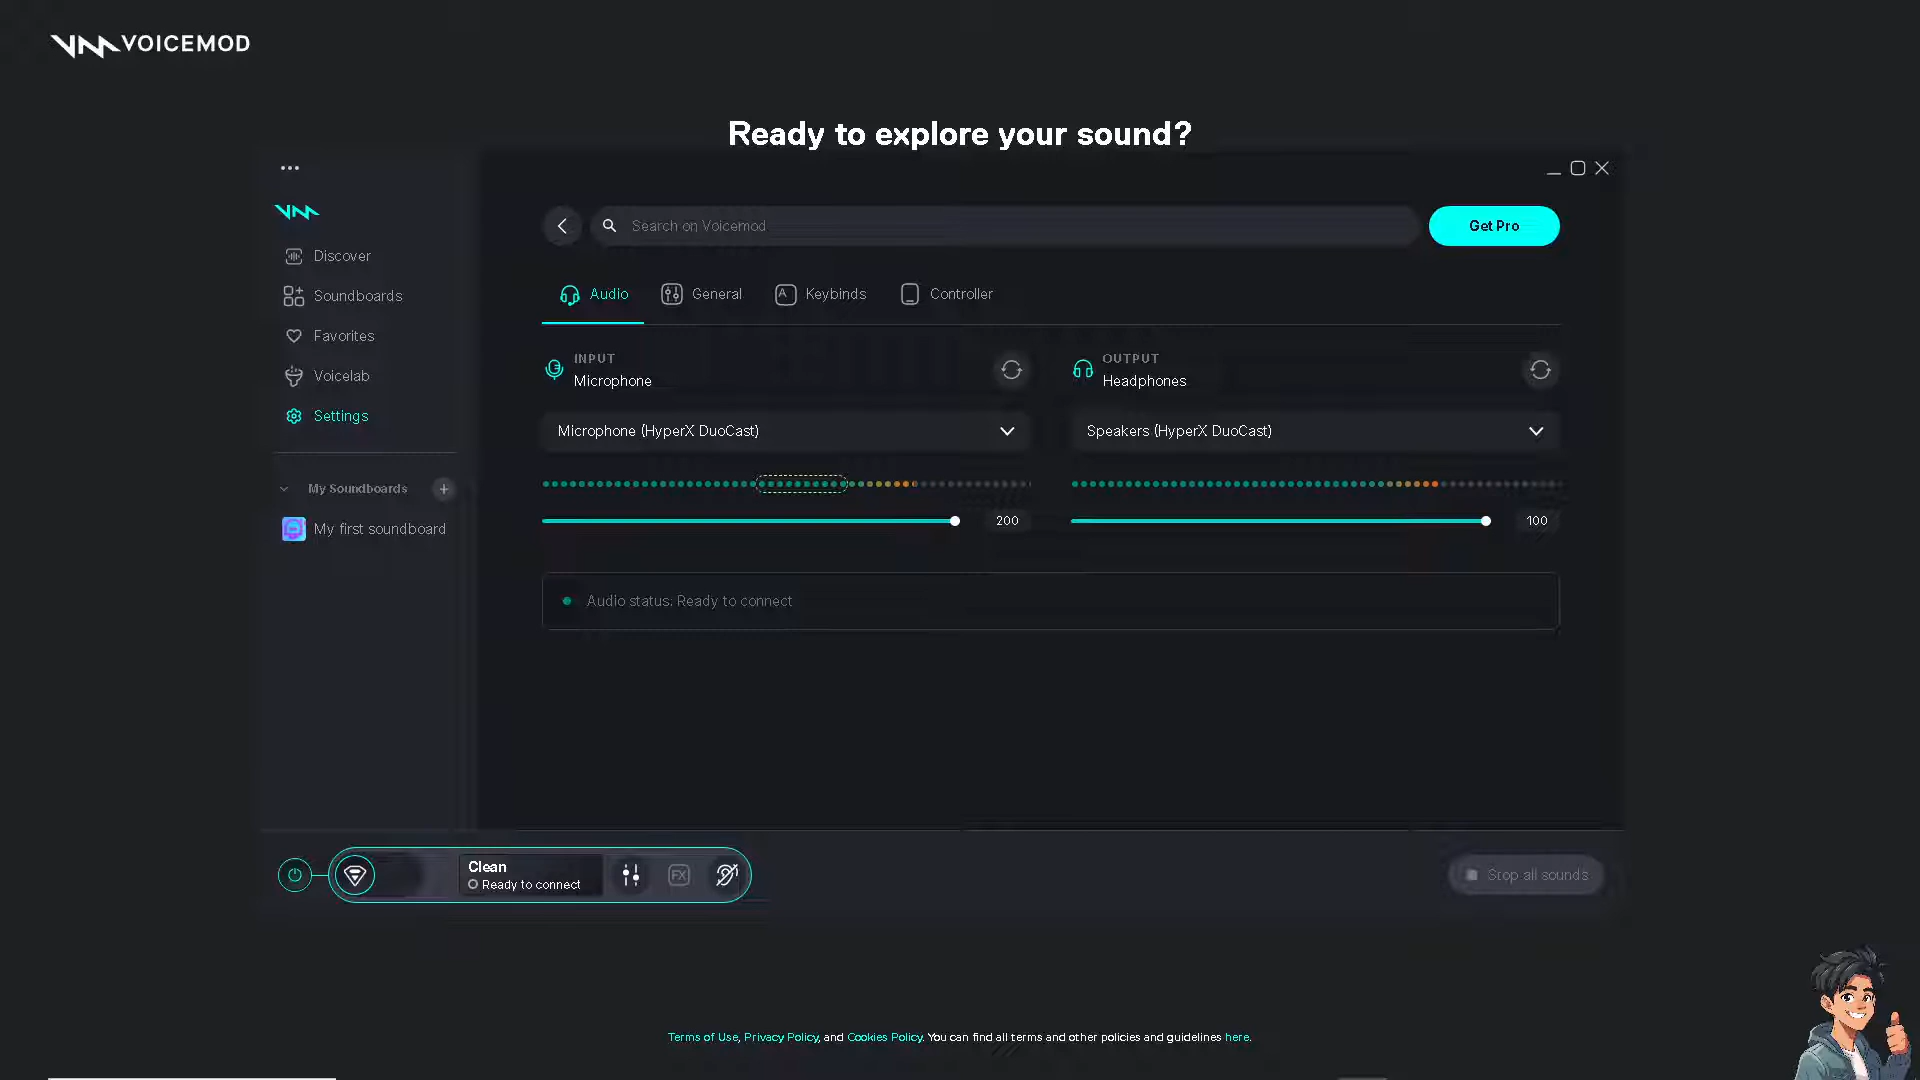 VOICEMOD
Ready to explore your sound?
Search on Voicemod
Get Pro
Discover
Soundboards
Favorites
Voicelab
Settings
My Soundboards
My first soundboard
Audio
General
Keybinds
Controller
INPUT
Microphone
OUTPUT
Headphones
Microphone (HyperX DuoCast)
Speakers (HyperX DuoCast)
200
100
Audio status: Ready to connect
Clean
Ready to connect
FX
Stop all sounds
Terms of Use, Privacy Policy, and Cookies Policy. You can find all terms and other policies and guidelines here.